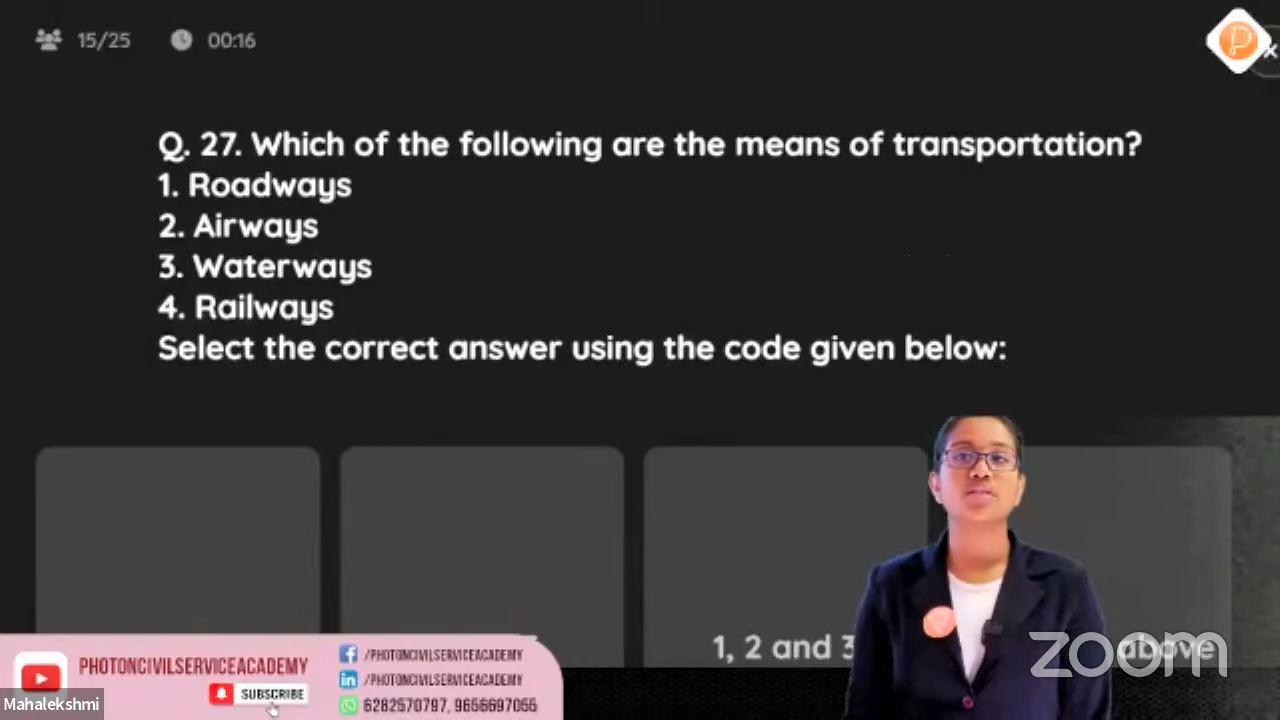 15/25 00:16
Q. 27. Which of the following are the means of transportation?
1. Roadways
2. Airways
3. Waterways
4. Railways
Select the correct answer using the code given below:
1, 2 and 3
above
zoom
PHOTONCIVILSERVICEACADEMY
SUBSCRIBE
/PHOTONCIVILSERVICEACADEMY
/PHOTONCIVILSERVICEACADEMY
6282570797, 9656697055
Mahalekshmi